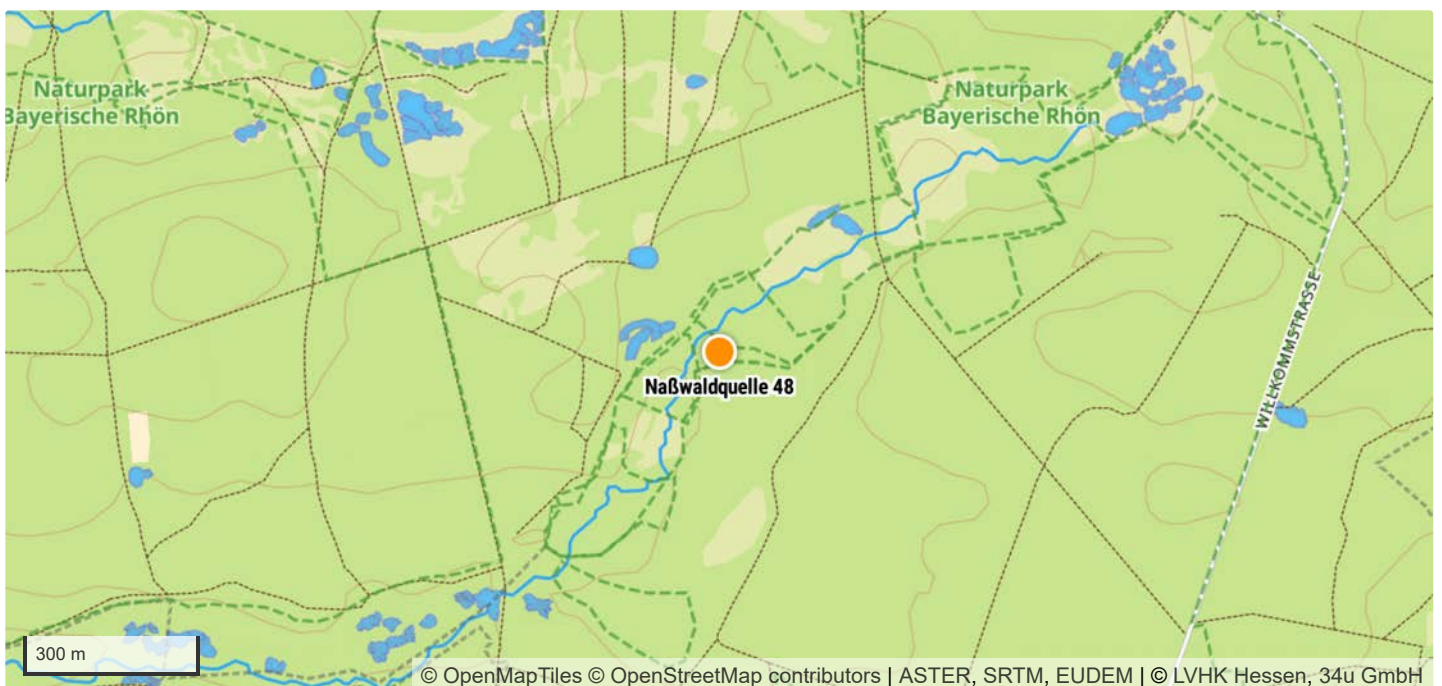 Naturpark
Bayerische Rhön
Naturpark
Bayerische Rhön
WILLKOMMSTRASSE
Naßwaldquelle 48
300 m
© OpenMapTiles © OpenStreetMap contributors | ASTER, SRTM, EUDEM | © LVHK Hessen, 34u GmbH